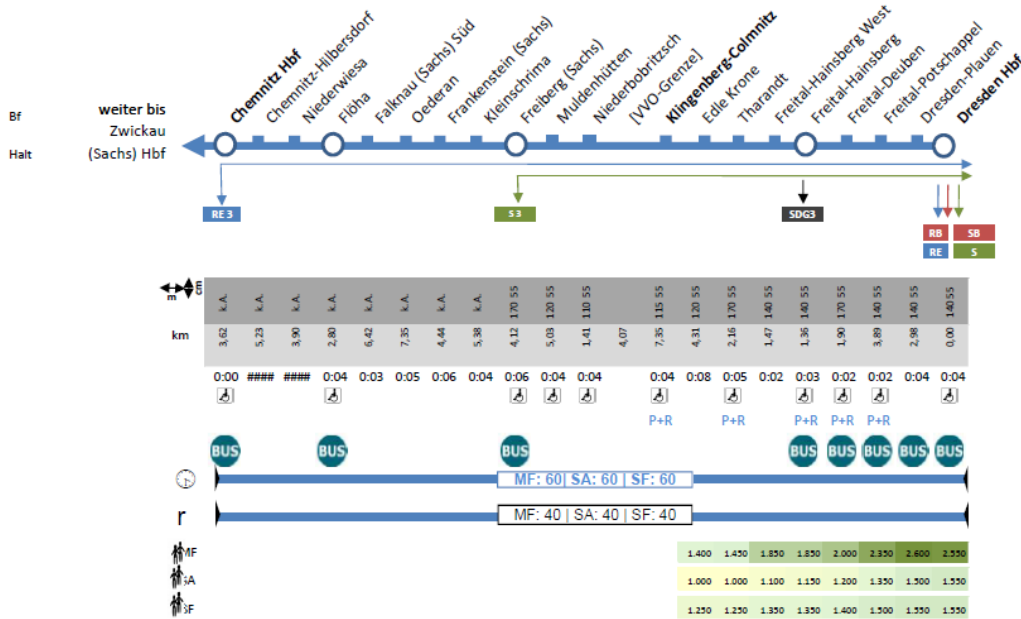 Bf
Halt
weiter bis
Zwickau
(Sachs) Hbf
Chemnitz Hbf
Chemnitz-Hilbersdorf
Niederwiesa
Flöha
Falknau (Sachs) Süd
Oederan
Frankenstein (Sachs)
Kleinschrima
Freiberg (Sachs)
Muldenhütten
Niederbobritzsch
[VVO-Grenze]
Klingenberg-Colmnitz
Edle Krone
Tharandt
Freital-Hainsberg West
Freital-Hainsberg
Freital-Deuben
Freital-Potschappel
Dresden-Plauen
Dresden Hbf
RE 3 S 3 SDG3
RB SB
RE S
m cm k.A. k.A. k.A. k.A. k.A. k.A. k.A. k.A. 170 55 120 55 110 55 115 55 120 55 170 55 140 55 140 55 170 55 140 55 140 55 140 55
km 3,62 5,23 3,90 2,80 6,42 7,35 4,44 5,38 4,12 5,03 1,41 4,07 7,35 4,31 2,16 1,47 1,36 1,90 3,89 2,98 0,00
0:00 #### #### 0:04 0:03 0:05 0:06 0:04 0:06 0:04 0:04 0:04 0:08 0:05 0:02 0:03 0:02 0:02 0:04 0:04
P+R P+R P+R P+R P+R
BUS BUS BUS BUS BUS BUS BUS BUS
MF: 60| SA: 60 | SF: 60
r MF: 40 | SA: 40 | SF: 40
MF 1.400 1.450 1.850 1.850 2.000 2.350 2.600 2.550
SA 1.000 1.000 1.100 1.150 1.200 1.350 1.500 1.550
SF 1.250 1.250 1.350 1.350 1.400 1.500 1.550 1.550